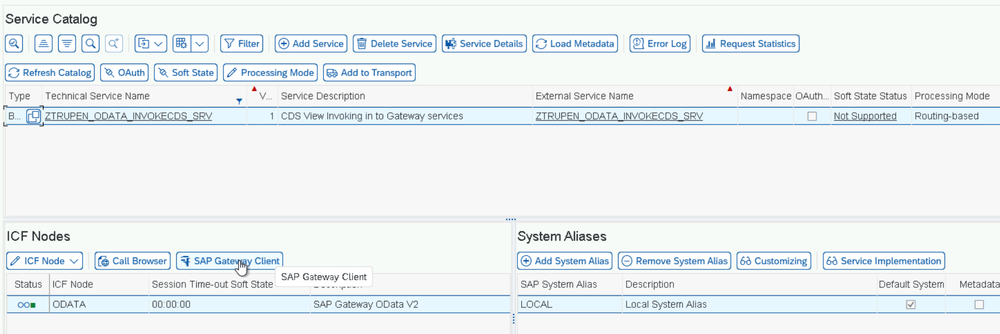 Service Catalog
Filter Add Service Delete Service Service Details Load Metadata Error Log Request Statistics
Refresh Catalog OAuth Soft State Processing Mode Add to Transport
Type Technical Service Name V... Service Description External Service Name Namespace OAuth... Soft State Status Processing Mode
B... ZTRUPEN_ODATA_INVOKECDS_SRV 1 CDS View Invoking in to Gateway services ZTRUPEN_ODATA_INVOKECDS_SRV Not Supported Routing-based
ICF Nodes
ICF Node Call Browser SAP Gateway Client
SAP Gateway Client
Status ICF Node Session Time-out Soft State
ODATA 00:00:00 SAP Gateway OData V2
System Aliases
Add System Alias Remove System Alias Customizing Service Implementation
SAP System Alias Description Default System Metadata
LOCAL Local System Alias